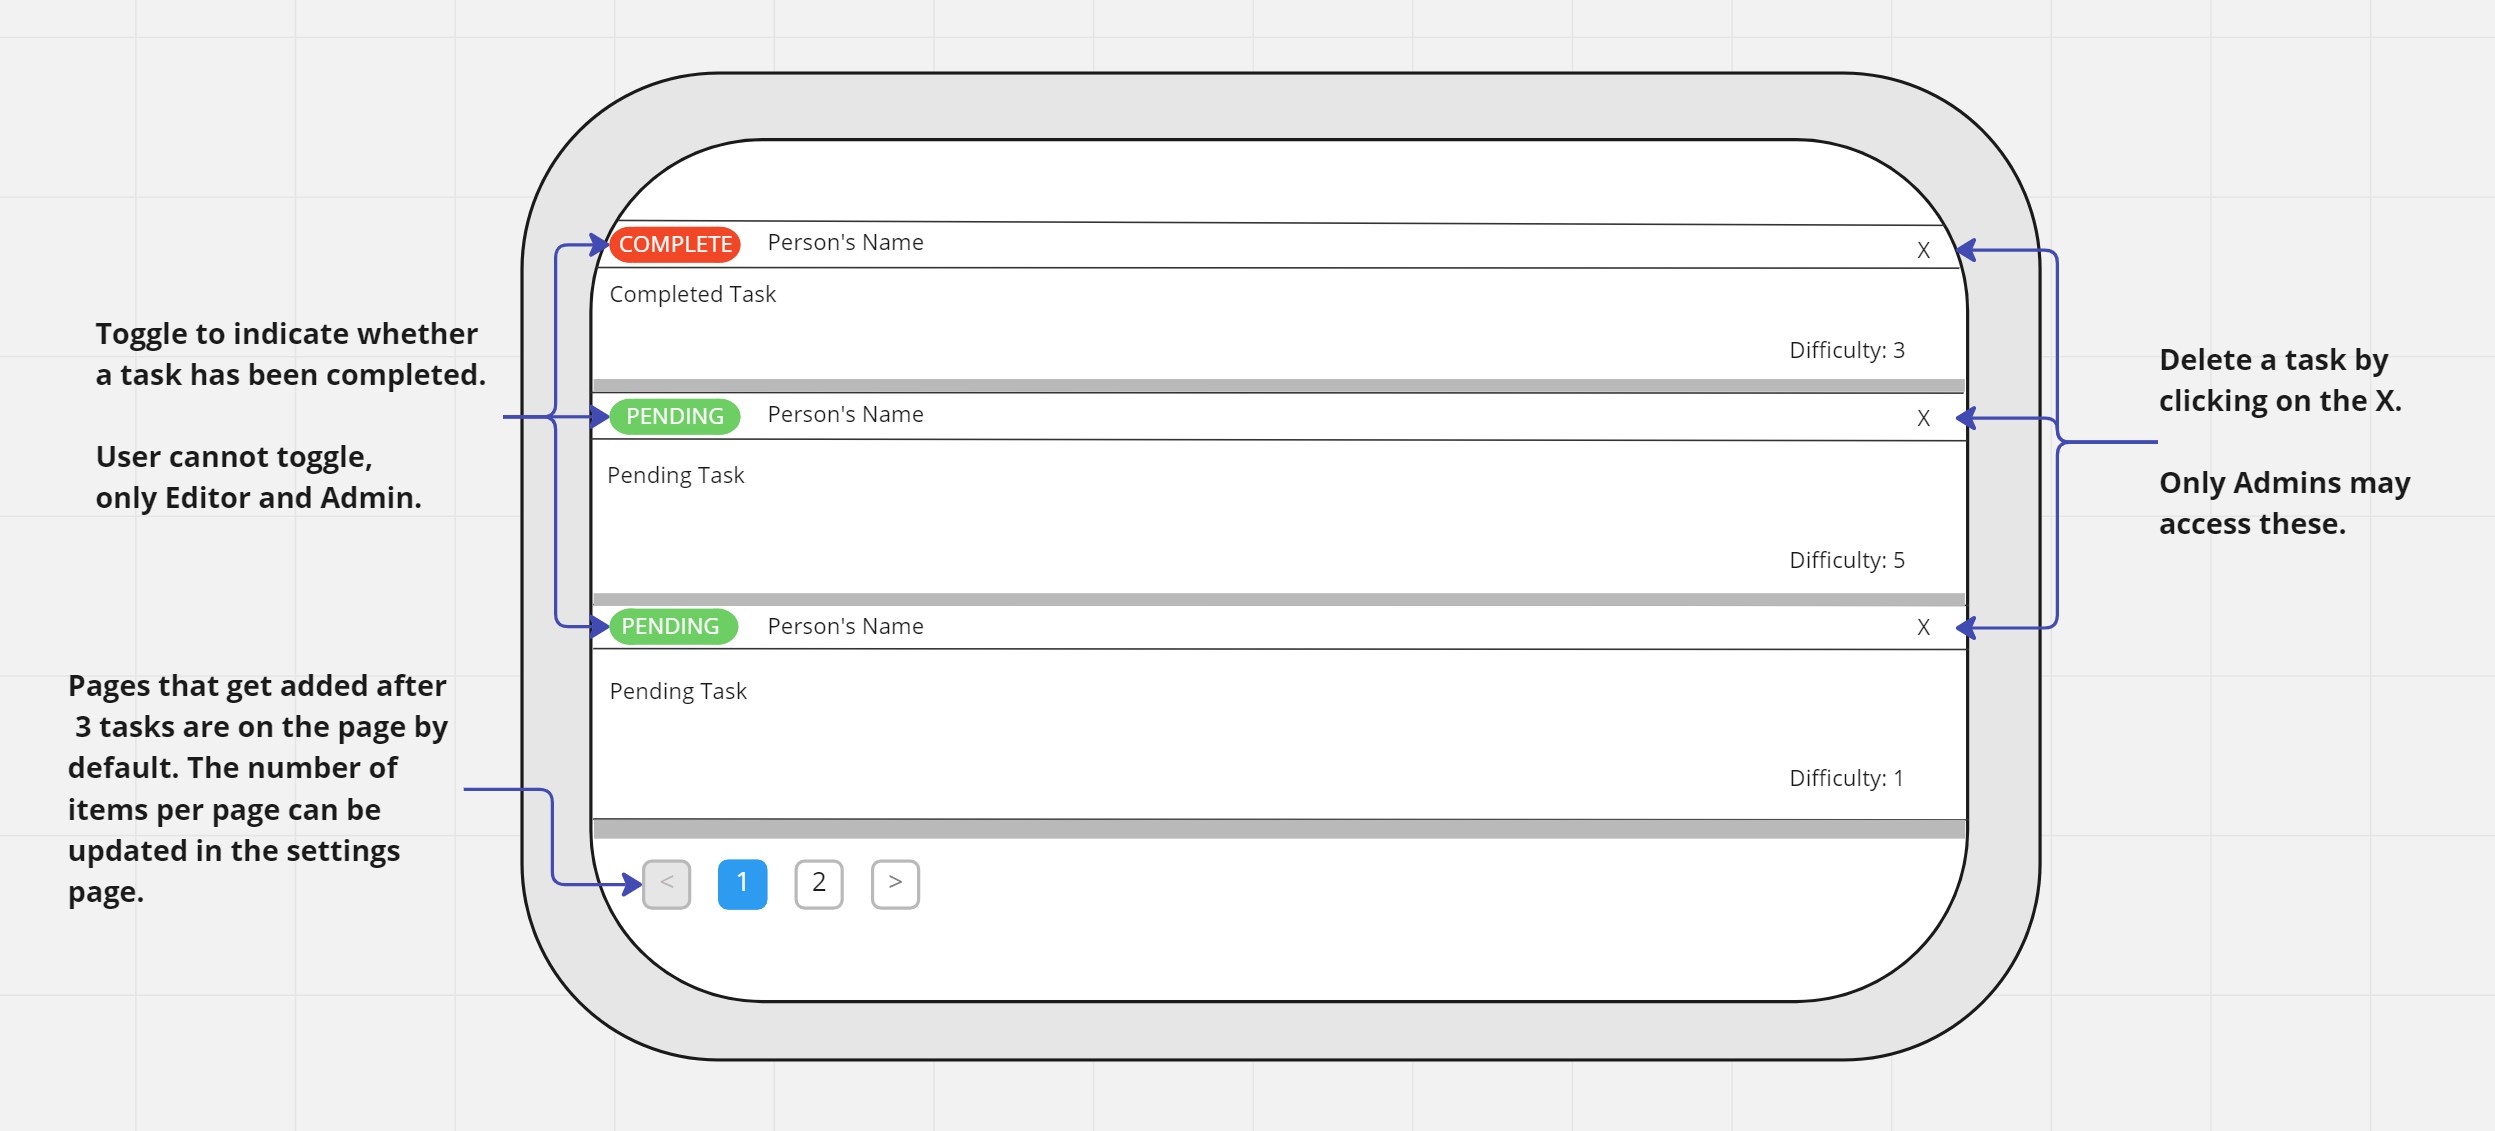 COMPLETE Person's Name X
Completed Task
Difficulty: 3
PENDING Person's Name X
Pending Task
Difficulty: 5
PENDING Person's Name X
Pending Task
Difficulty: 1
< 1 2 >
Toggle to indicate whether
a task has been completed.
User cannot toggle,
only Editor and Admin.
Pages that get added after
3 tasks are on the page by
default. The number of
items per page can be
updated in the settings
page.
Delete a task by
clicking on the X.
Only Admins may
access these.